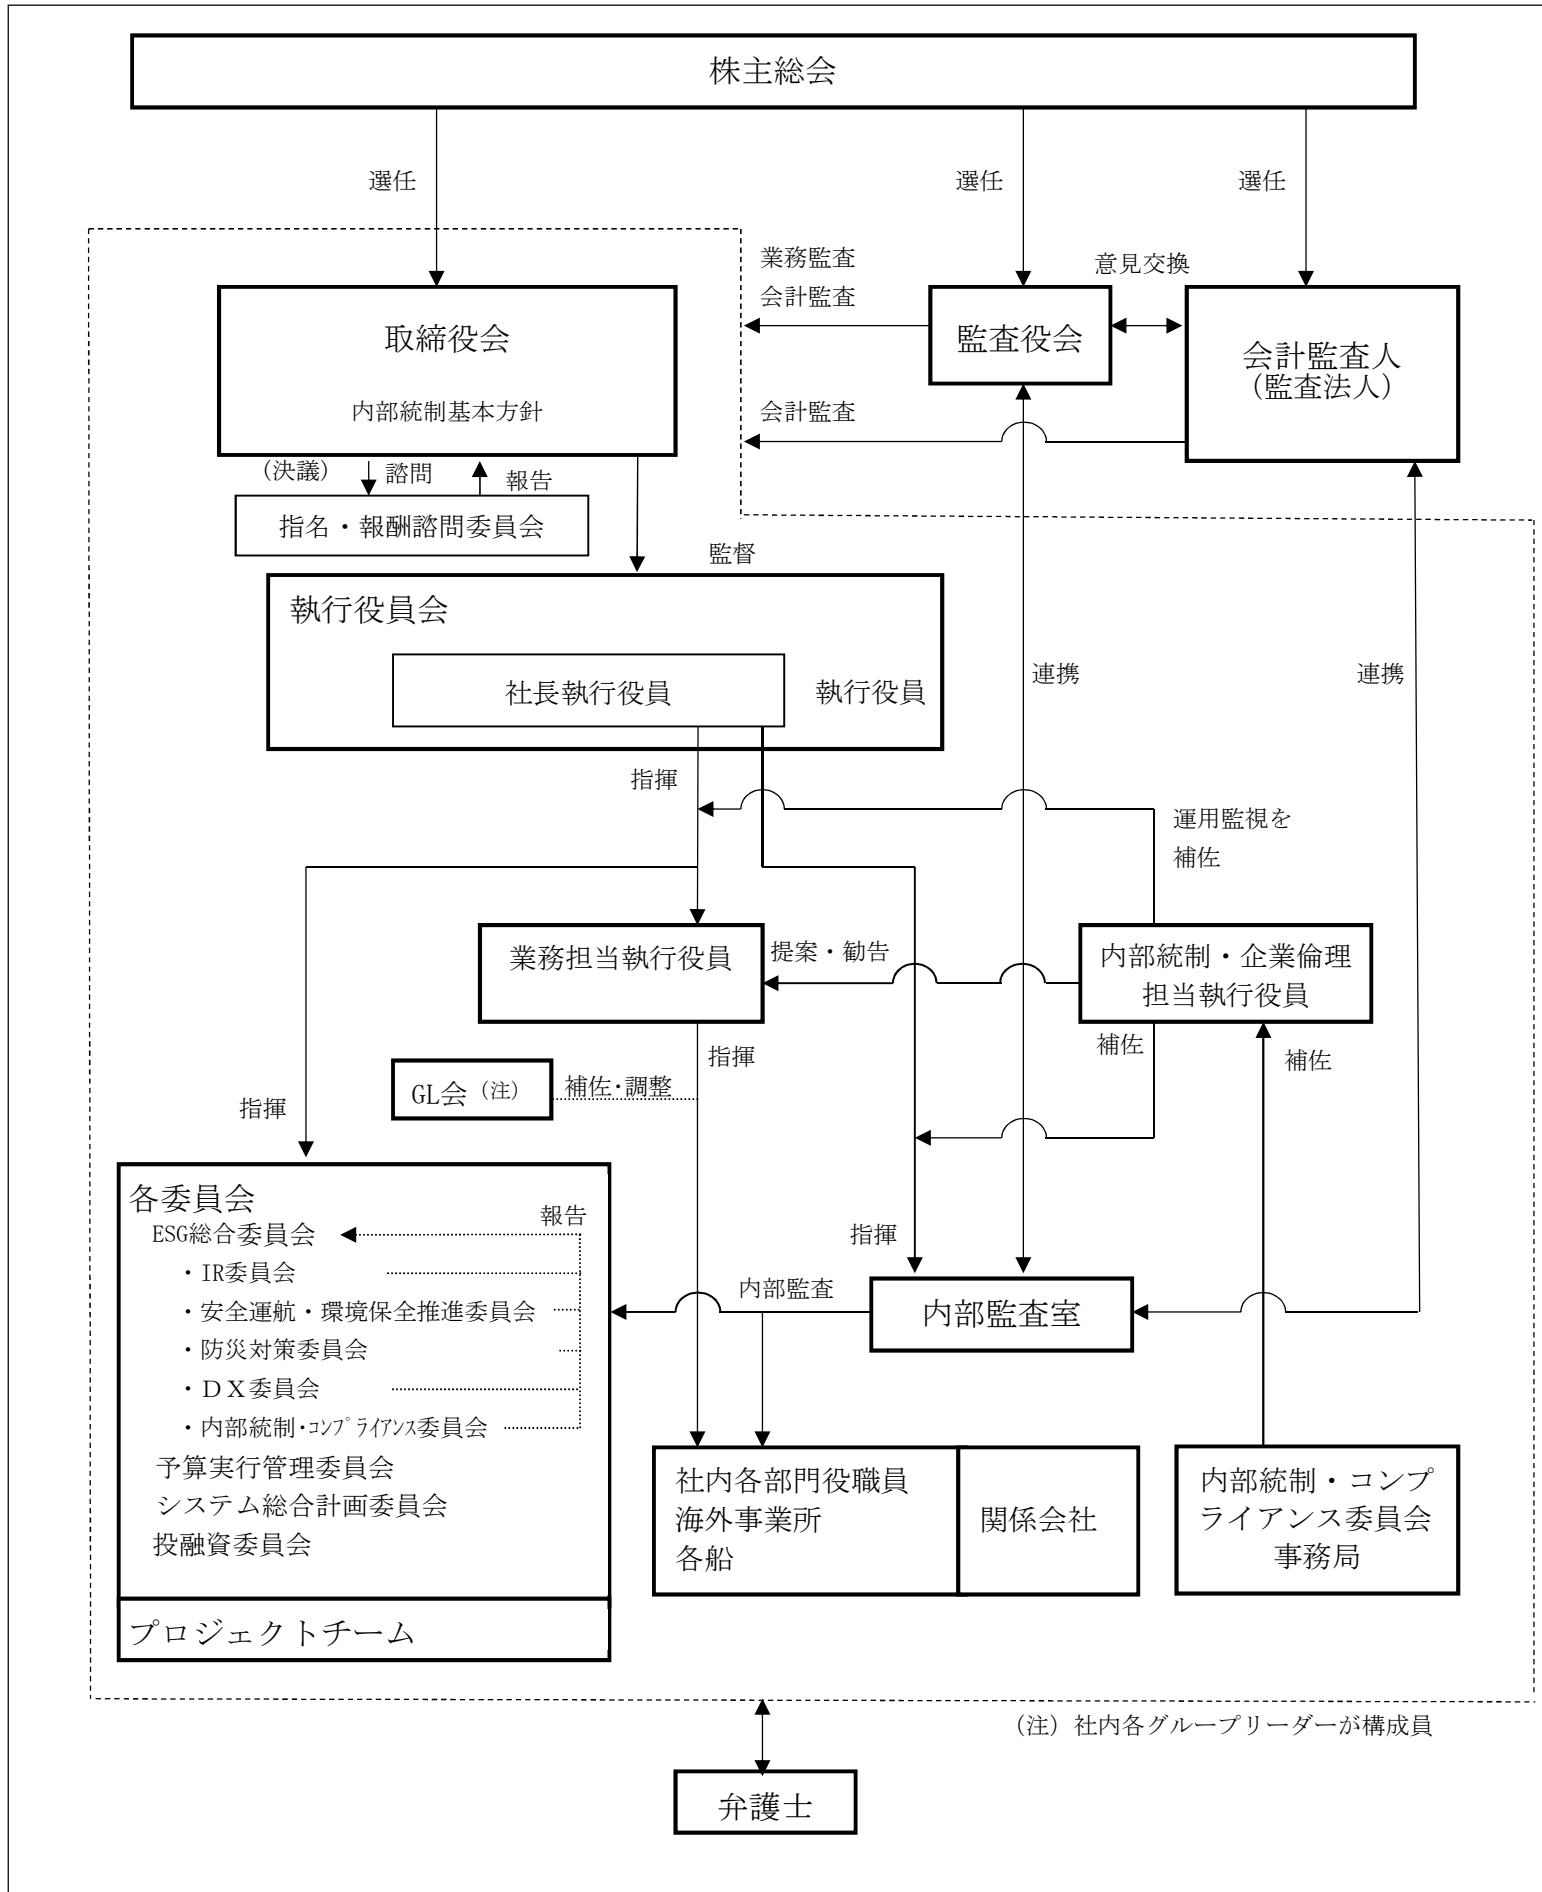 株主総会
選任
選任
選任
業務監査
会計監査
意見交換
取締役会
内部統制基本方針
監査役会
会計監査人
（監査法人）
会計監査
（決議）
諮問
報告
指名・報酬諮問委員会
監督
執行役員会
社長執行役員
執行役員
連携
連携
指揮
運用監視を
補佐
業務担当執行役員
提案・勧告
内部統制・企業倫理
担当執行役員
指揮
補佐
補佐
GL会（注）
補佐・調整
指揮
各委員会
報告
ESG総合委員会
・IR委員会
・安全運航・環境保全推進委員会
・防災対策委員会
・ＤＸ委員会
・内部統制・ｺﾝﾌﾟﾗｲｱﾝｽ委員会
予算実行管理委員会
システム総合計画委員会
投融資委員会
プロジェクトチーム
指揮
内部監査
内部監査室
社内各部門役職員
海外事業所
各船
関係会社
内部統制・コンプ
ライアンス委員会
事務局
（注）社内各グループリーダーが構成員
弁護士